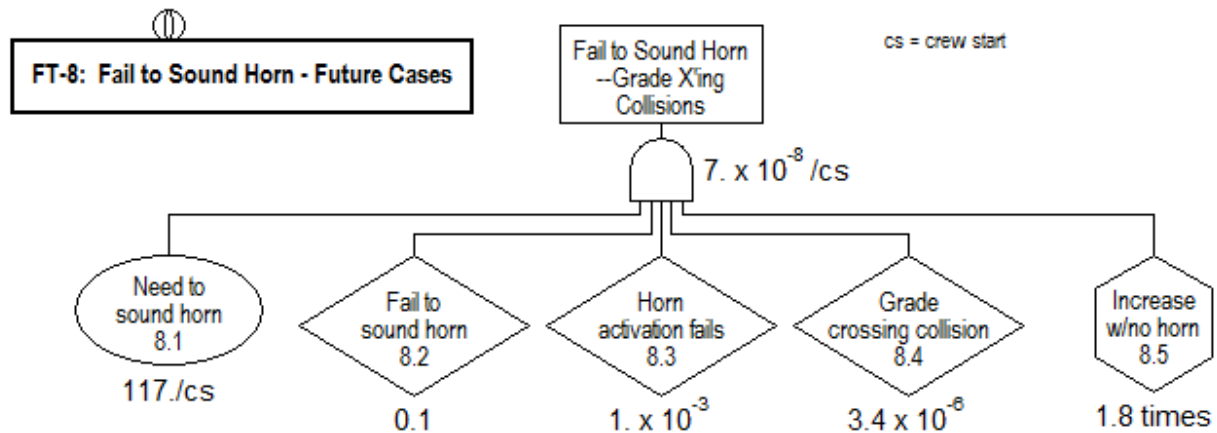 FT-8: Fail to Sound Horn - Future Cases
Fail to Sound Horn
--Grade X'ing
Collisions
cs = crew start
7. x 10⁻⁸ /cs
Need to
sound horn
8.1
117./cs
Fail to
sound horn
8.2
0.1
Horn
activation fails
8.3
1. x 10⁻³
Grade
crossing collision
8.4
3.4 x 10⁻⁶
Increase
w/no horn
8.5
1.8 times